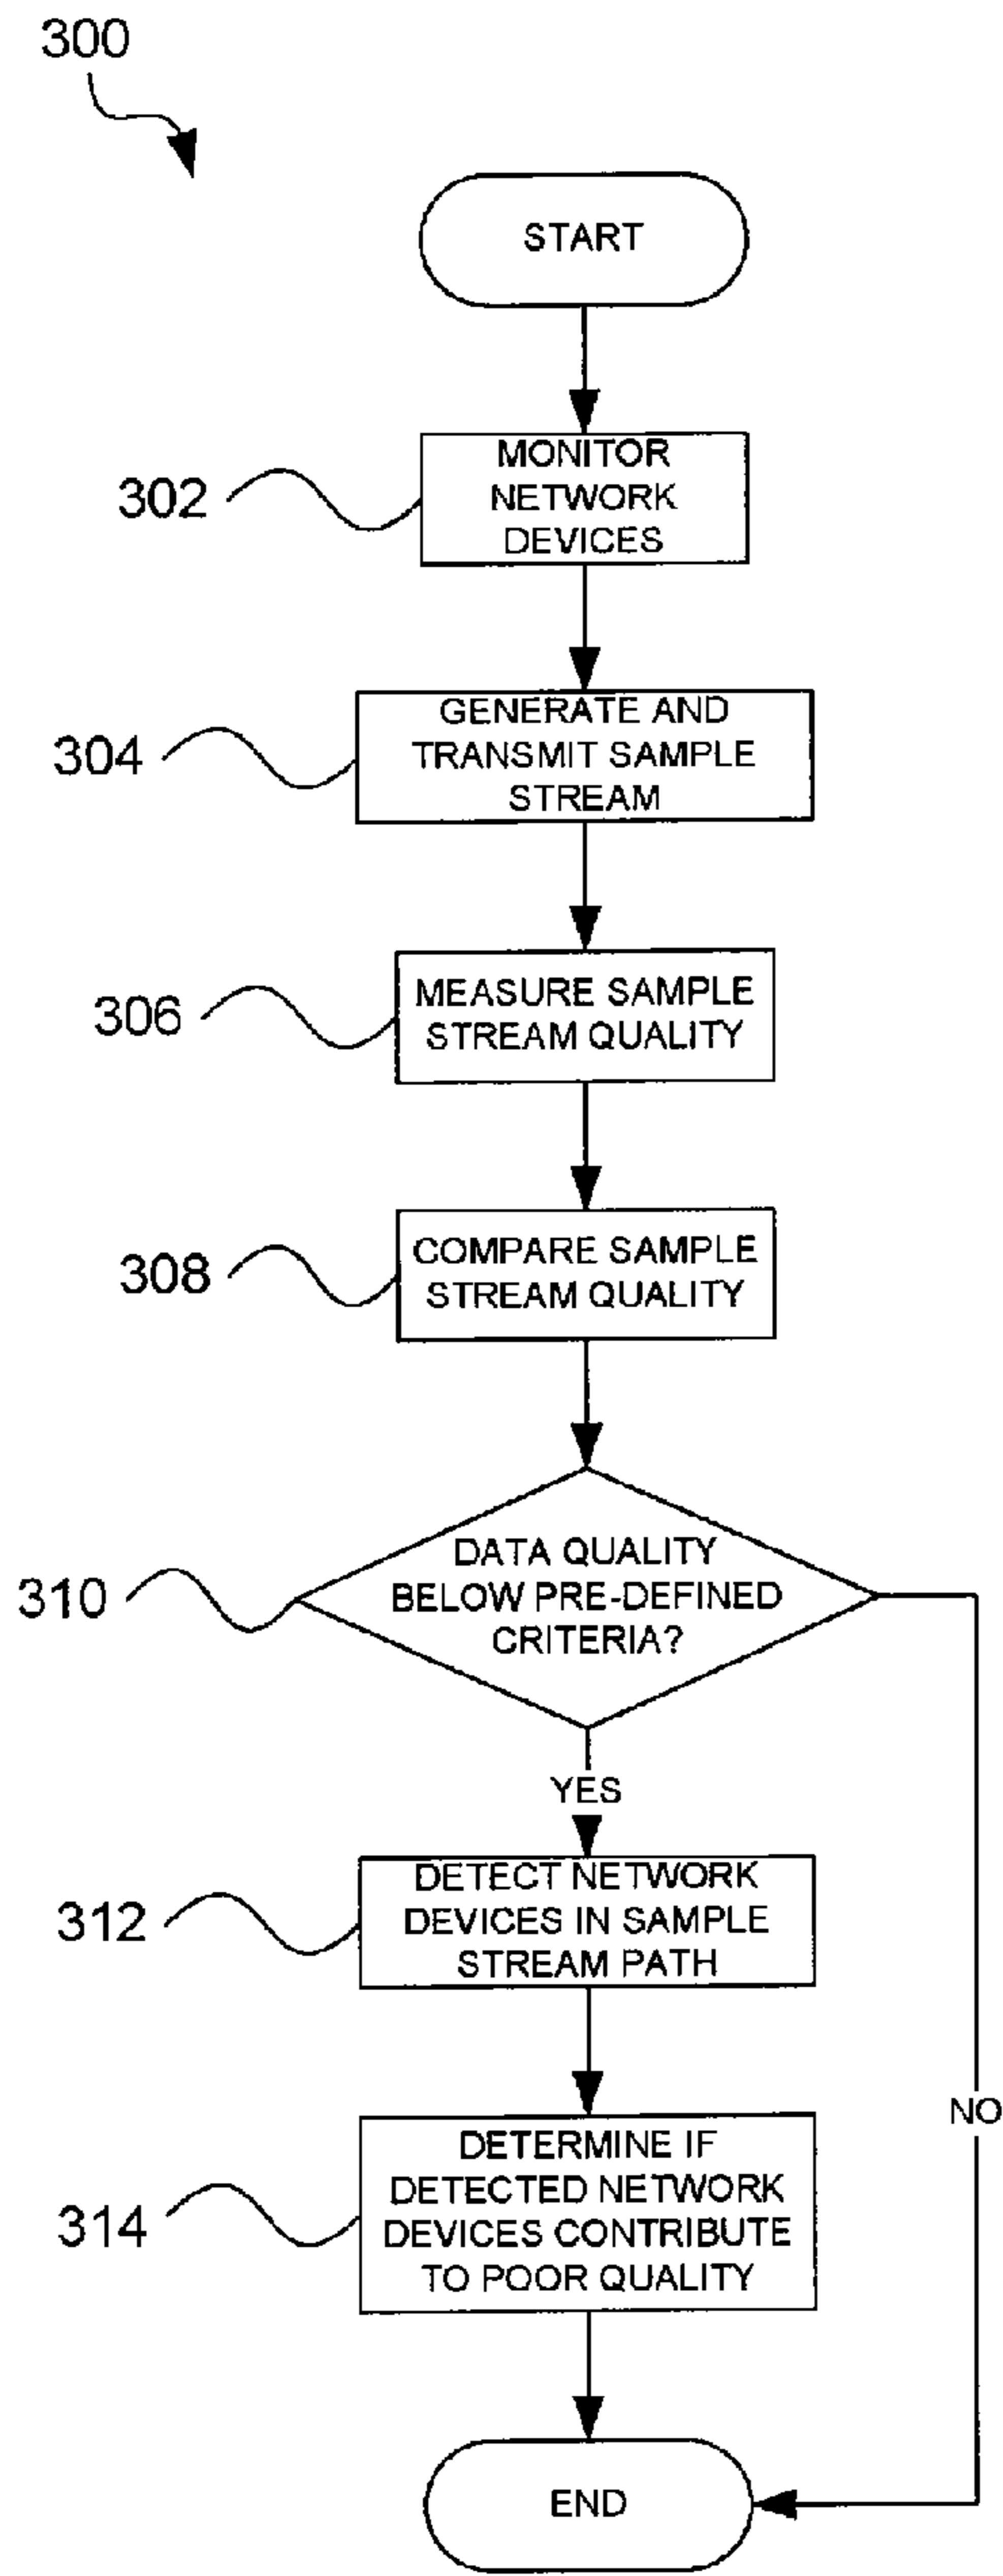 300
START
302
MONITOR
NETWORK
DEVICES
304
GENERATE AND
TRANSMIT SAMPLE
STREAM
306
MEASURE SAMPLE
STREAM QUALITY
308
COMPARE SAMPLE
STREAM QUALITY
310
DATA QUALITY
BELOW PRE-DEFINED
CRITERIA?
YES
312
DETECT NETWORK
DEVICES IN SAMPLE
STREAM PATH
NO
314
DETERMINE IF
DETECTED NETWORK
DEVICES CONTRIBUTE
TO POOR QUALITY
END